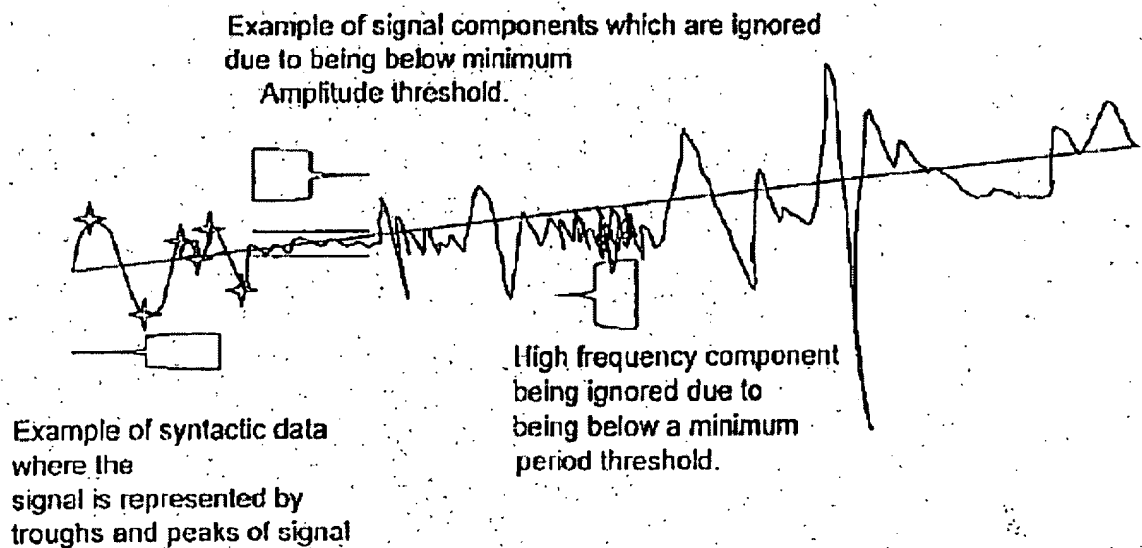 Example of signal components which are ignored
due to being below minimum
Amplitude threshold.
High frequency component
being ignored due to
being below a minimum
period threshold.
Example of syntactic data
where the
signal is represented by
troughs and peaks of signal